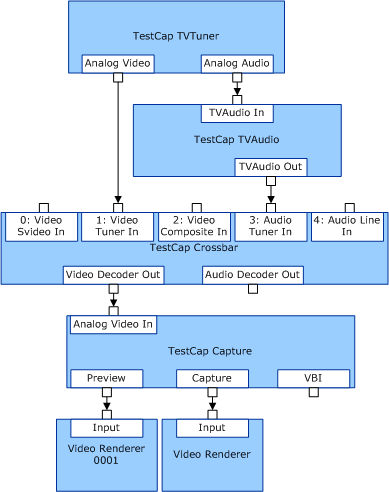 TestCap TVTuner
Analog Video
Analog Audio
TVAudio In
TestCap TVAudio
TVAudio Out
0: Video
Svideo In
1: Video
Tuner In
2: Video
Composite In
3: Audio
Tuner In
4: Audio Line
In
TestCap Crossbar
Video Decoder Out
Audio Decoder Out
Analog Video In
TestCap Capture
Preview
Capture
VBI
Input
Video Renderer
0001
Input
Video Renderer